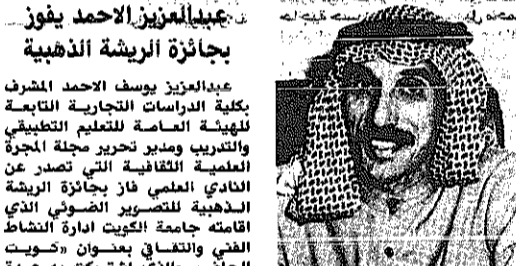 عبدالعزيز الاحمد يفوز
بجائزة الريشة الذهبية
عبدالعزيز يوسف الاحمد المشرف
بكلية الدراسات التجارية التابعة
للهيئة العامة للتعليم التطبيقي
والتدريب ومدير تحرير مجلة المجرة
العلمية الثقافية التي تصدر عن
النادي العلمي فاز بجائزة الريشة
الذهبية للتصوير الضوئي الذي
اقامته جامعة الكويت ادارة النشاط
الفني والثقافي بعنوان «كويت